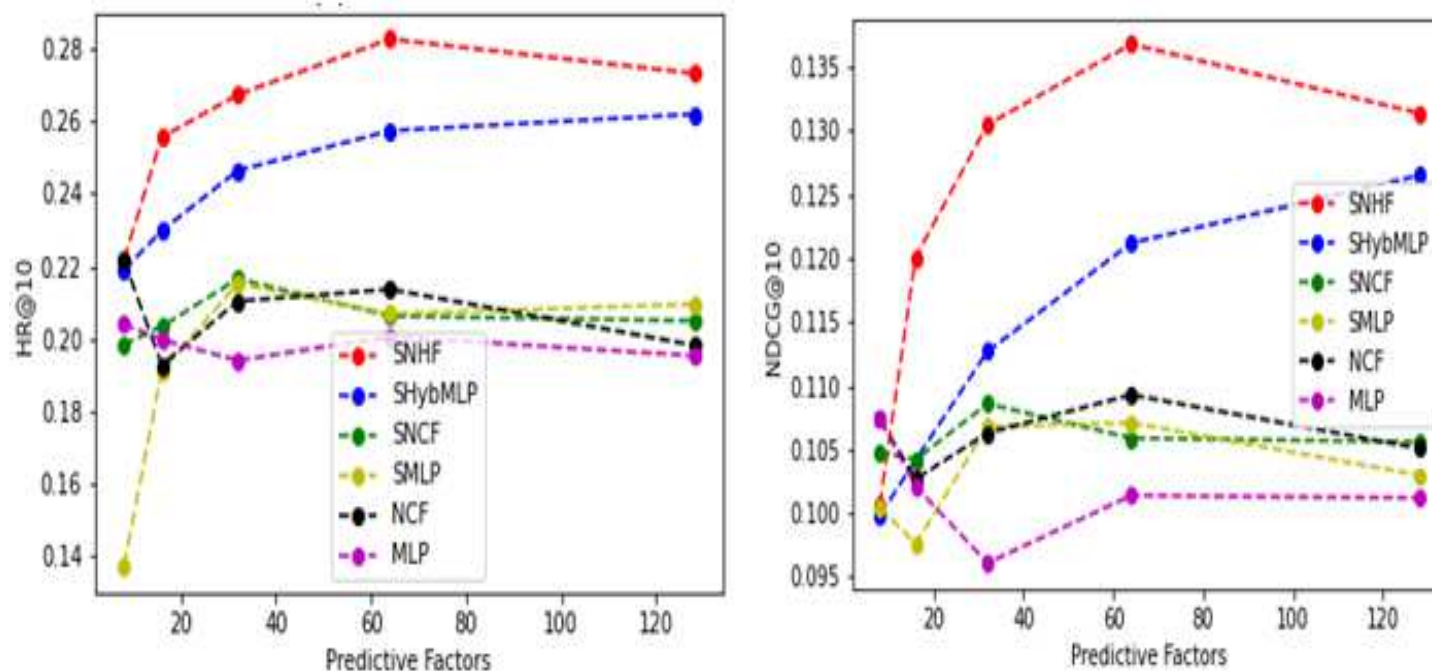 HR@10
0.28
0.26
0.24
0.22
0.20
0.18
0.16
0.14
20
40
60
80
100
120
Predictive Factors
SNHF
SHybMLP
SNCF
SMLP
NCF
MLP
NDCG@10
0.135
0.130
0.125
0.120
0.115
0.110
0.105
0.100
0.095
20
40
60
80
100
120
Predictive Factors
SNHF
SHybMLP
SNCF
SMLP
NCF
MLP